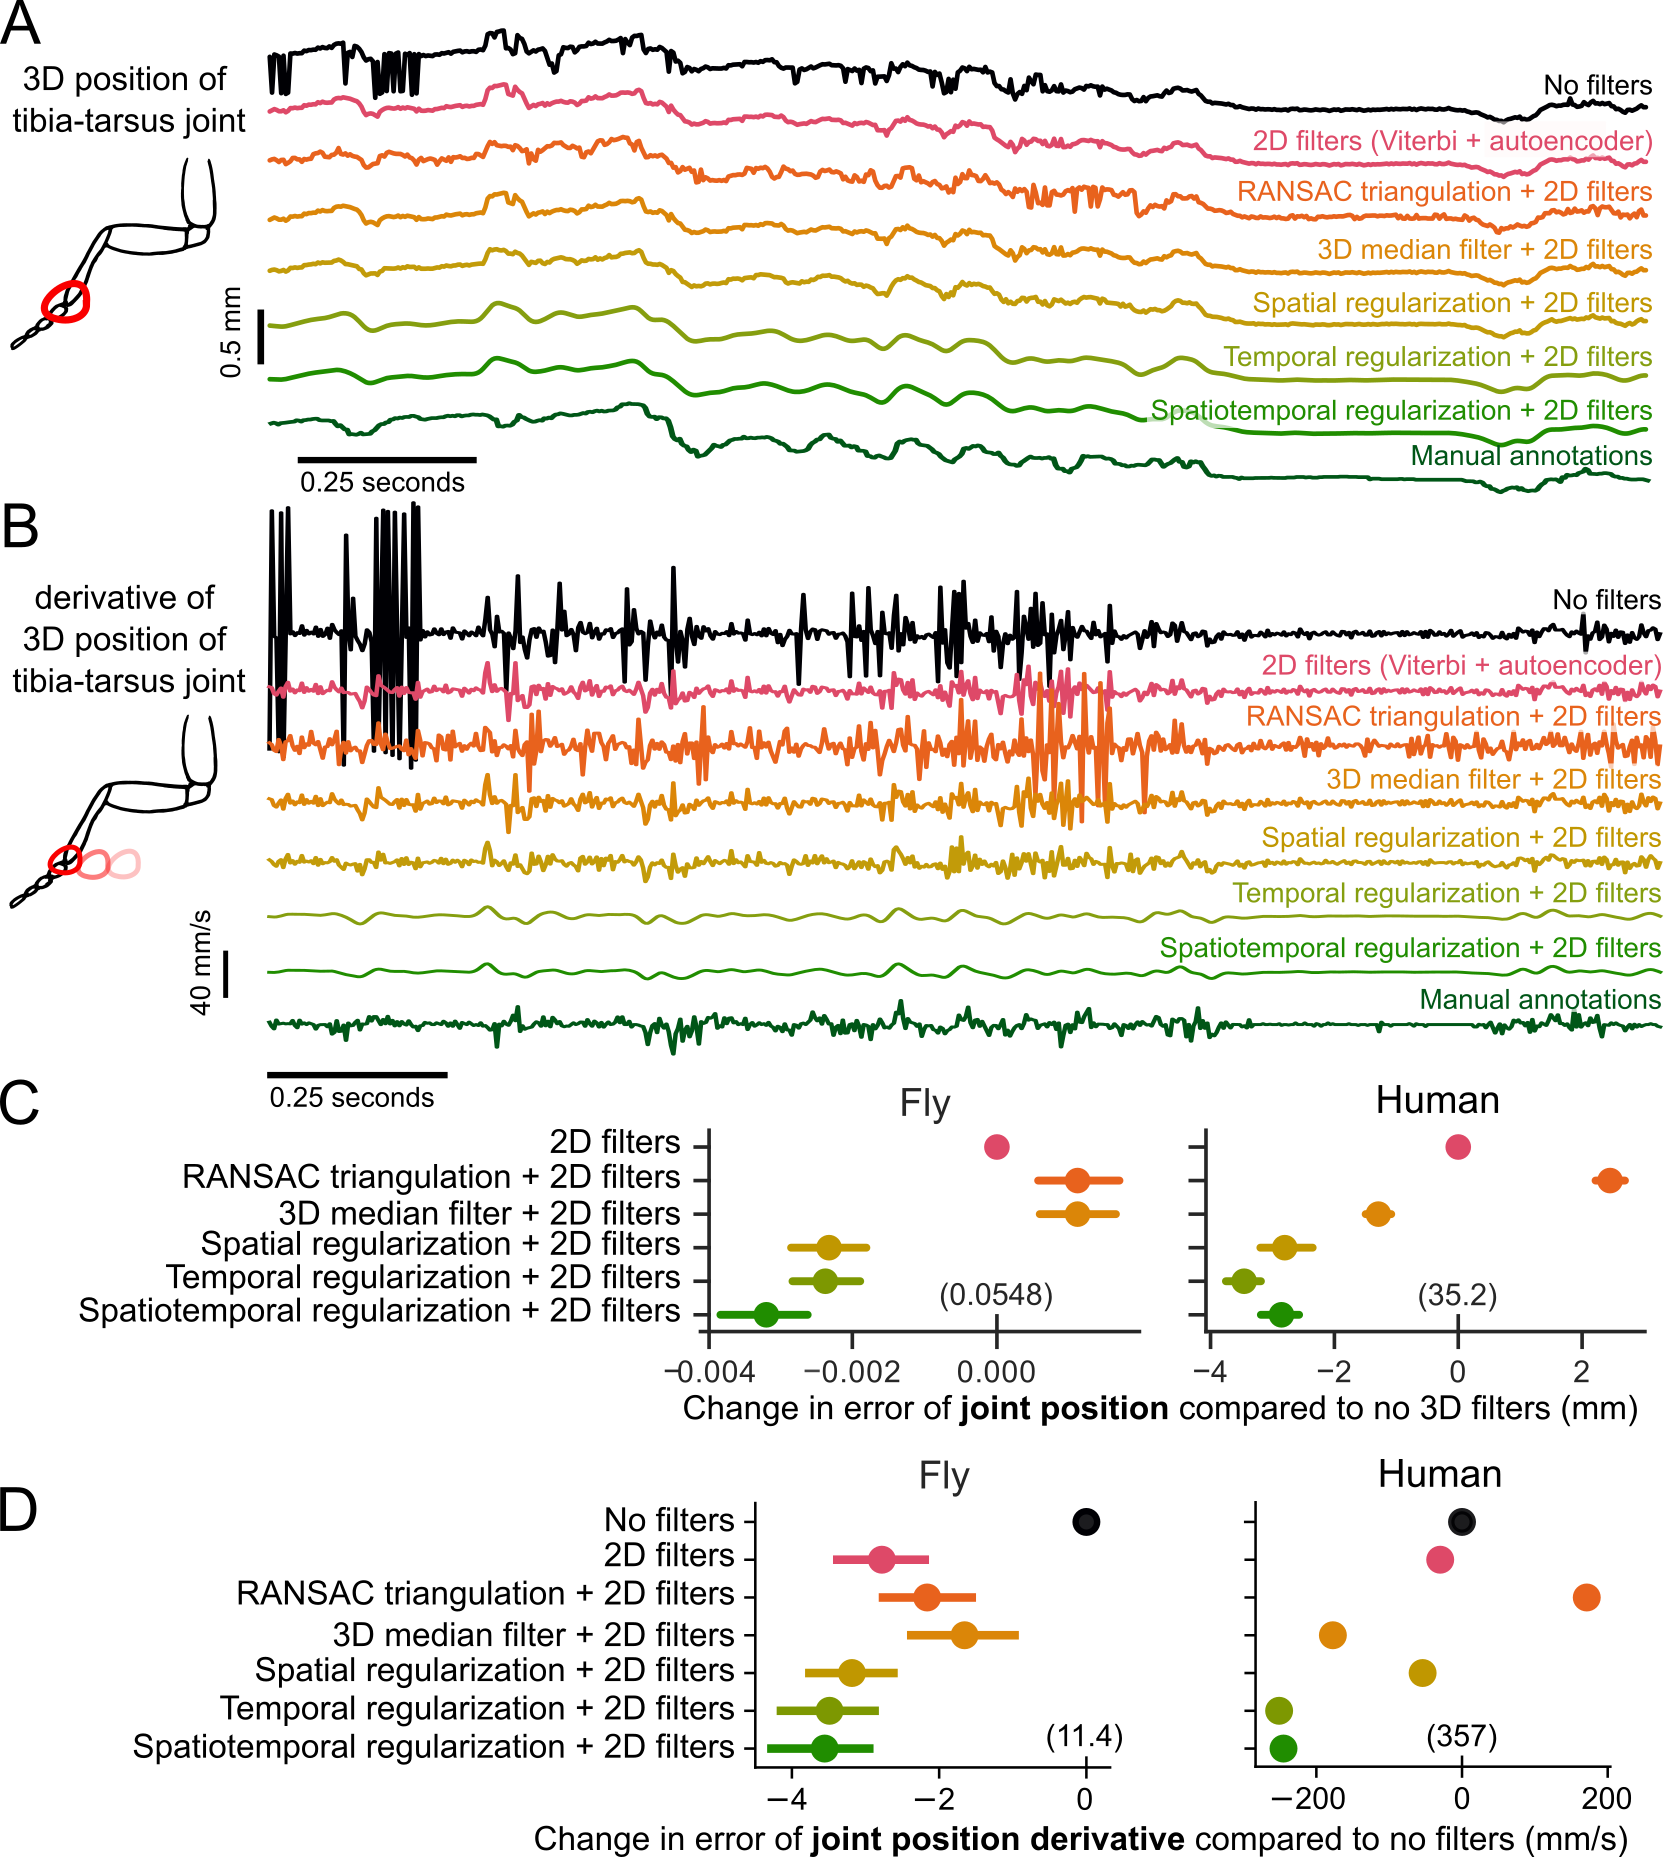 A
3D position of
tibia-tarsus joint
No filters
2D filters (Viterbi + autoencoder)
RANSAC triangulation + 2D filters
3D median filter + 2D filters
Spatial regularization + 2D filters
Temporal regularization + 2D filters
Spatiotemporal regularization + 2D filters
Manual annotations
0.5 mm
0.25 seconds
B
derivative of
3D position of
tibia-tarsus joint
No filters
2D filters (Viterbi + autoencoder)
RANSAC triangulation + 2D filters
3D median filter + 2D filters
Spatial regularization + 2D filters
Temporal regularization + 2D filters
Spatiotemporal regularization + 2D filters
Manual annotations
40 mm/s
0.25 seconds
C
Fly
Human
2D filters
RANSAC triangulation + 2D filters
3D median filter + 2D filters
Spatial regularization + 2D filters
Temporal regularization + 2D filters
Spatiotemporal regularization + 2D filters
(0.0548)
(35.2)
−0.004 −0.002 0.000
−4 −2 0 2
Change in error of joint position compared to no 3D filters (mm)
D
Fly
Human
No filters
2D filters
RANSAC triangulation + 2D filters
3D median filter + 2D filters
Spatial regularization + 2D filters
Temporal regularization + 2D filters
Spatiotemporal regularization + 2D filters
(11.4)
(357)
−4 −2 0
−200 0 200
Change in error of joint position derivative compared to no filters (mm/s)